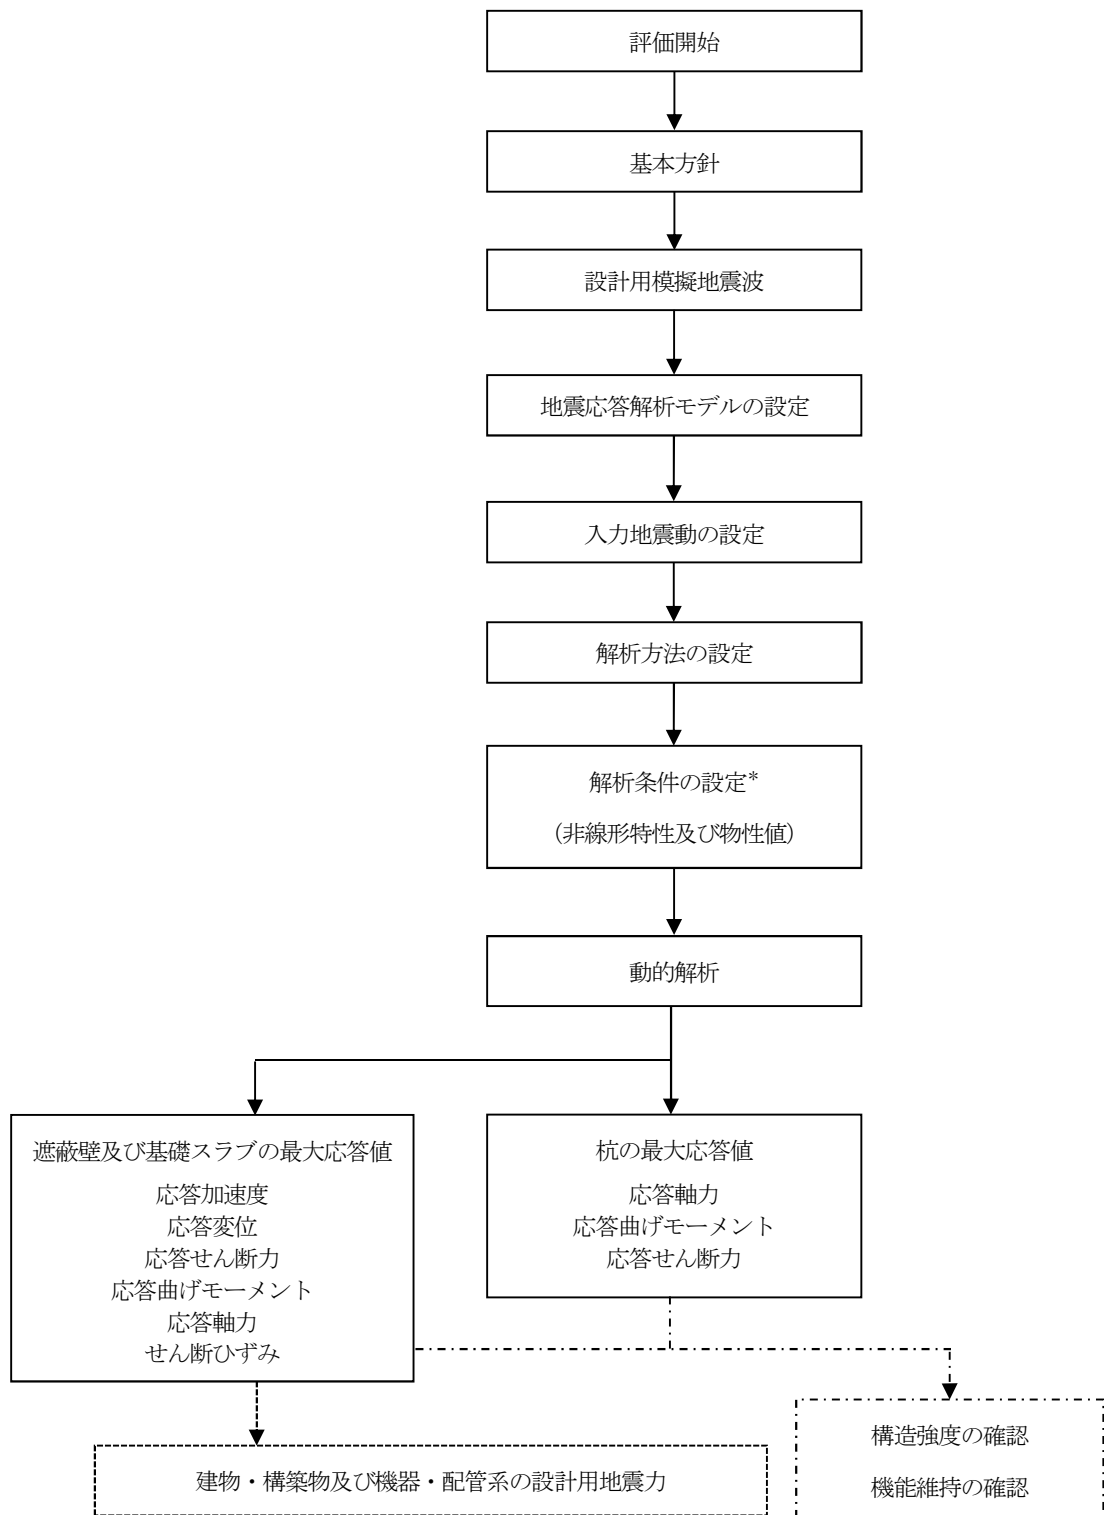 評価開始
基本方針
設計用模擬地震波
地震応答解析モデルの設定
入力地震動の設定
解析方法の設定
解析条件の設定*
（非線形特性及び物性値）
動的解析
遮蔽壁及び基礎スラブの最大応答値
応答加速度
応答変位
応答せん断力
応答曲げモーメント
応答軸力
せん断ひずみ
杭の最大応答値
応答軸力
応答曲げモーメント
応答せん断力
建物・構築物及び機器・配管系の設計用地震力
構造強度の確認
機能維持の確認